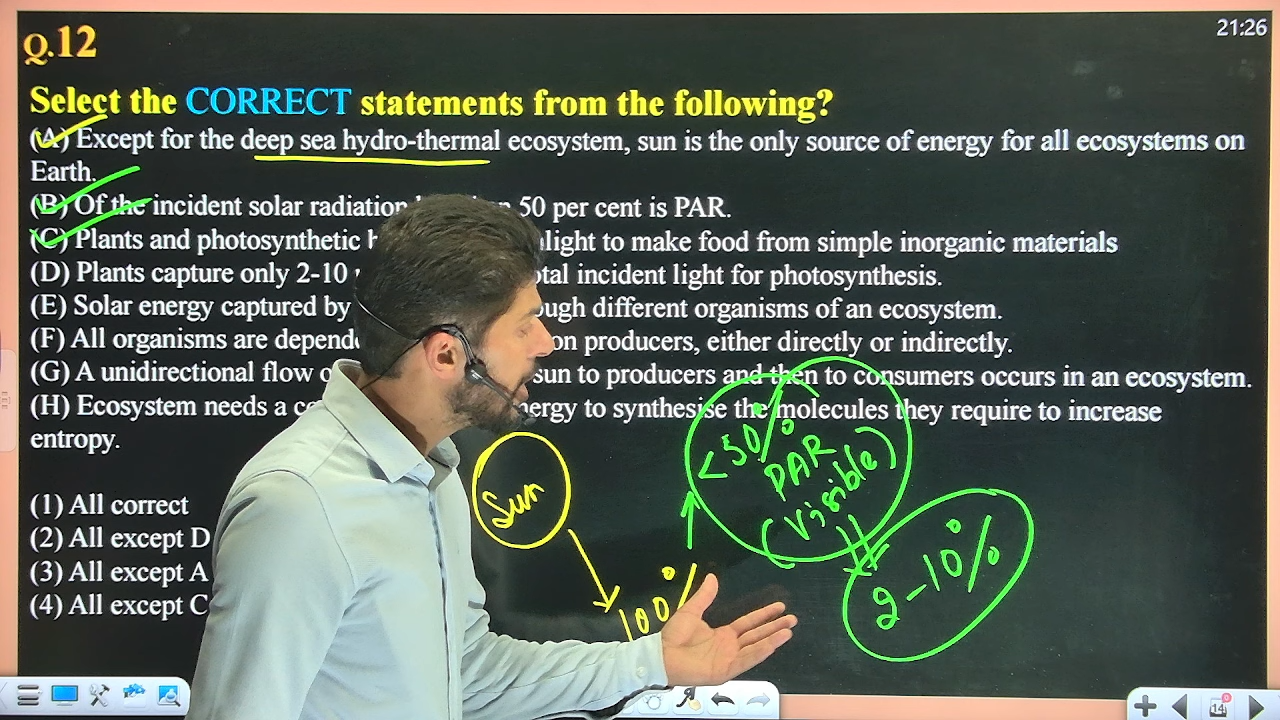 21:26
Q.12
Select the CORRECT statements from the following?
(A) Except for the deep sea hydro-thermal ecosystem, sun is the only source of energy for all ecosystems on
Earth.
(B) Of the incident solar radiation 50 per cent is PAR.
(C) Plants and photosynthetic to make food from simple inorganic materials
(D) Plants capture only 2-10 incident light for photosynthesis.
(E) Solar energy captured by different organisms of an ecosystem.
(F) All organisms are on producers, either directly or indirectly.
(G) A unidirectional flow sun to producers and then to consumers occurs in an ecosystem.
(H) Ecosystem needs a to synthesise the molecules they require to increase
entropy.
(1) All correct
(2) All except D
(3) All except A
(4) All except C
Sun
100%
<50%
PAR
(Visible)
2-10%
14